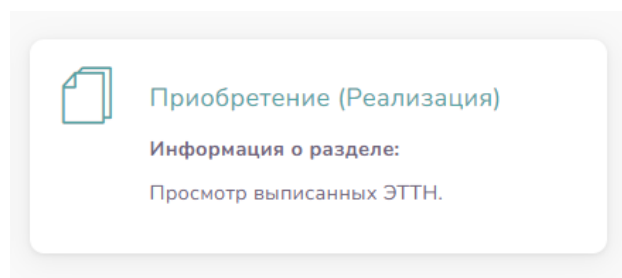 Приобретение (Реализация)
Информация о разделе:
Просмотр выписанных ЭТТН.